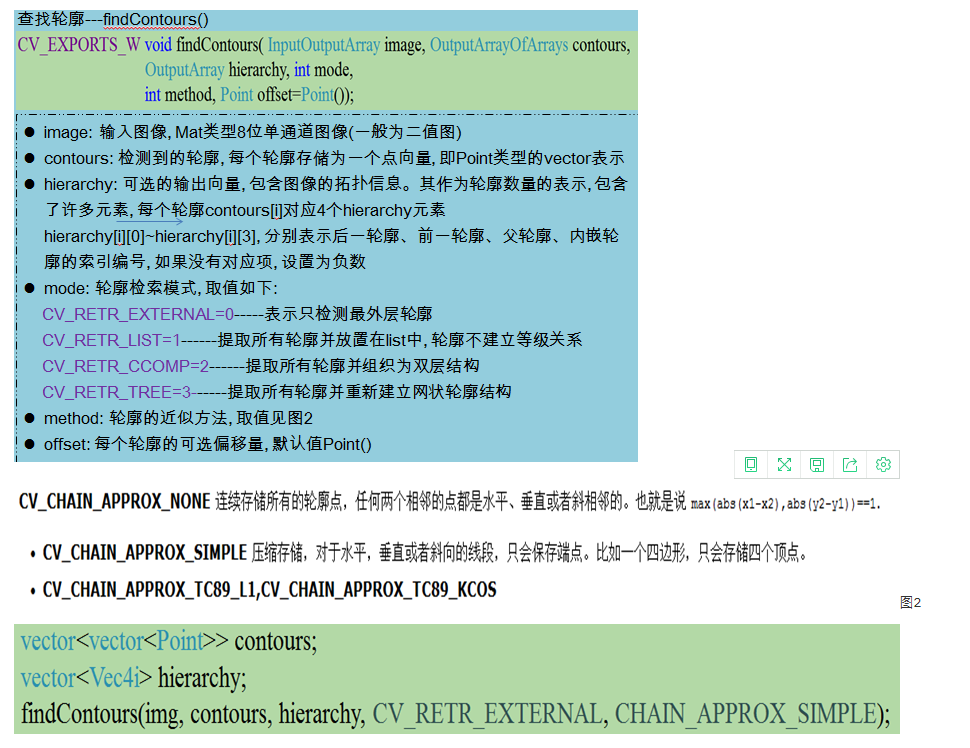 查找轮廓---findContours()
CV_EXPORTS_W void findContours( InputOutputArray image, OutputArrayOfArrays contours,
OutputArray hierarchy, int mode,
int method, Point offset=Point());
● image: 输入图像, Mat类型8位单通道图像(一般为二值图)
● contours: 检测到的轮廓, 每个轮廓存储为一个点向量, 即Point类型的vector表示
● hierarchy: 可选的输出向量, 包含图像的拓扑信息。其作为轮廓数量的表示, 包含
了许多元素, 每个轮廓contours[i]对应4个hierarchy元素
hierarchy[i][0]~hierarchy[i][3], 分别表示后一轮廓、前一轮廓、父轮廓、内嵌轮
廓的索引编号, 如果没有对应项, 设置为负数
● mode: 轮廓检索模式, 取值如下:
CV_RETR_EXTERNAL=0-----表示只检测最外层轮廓
CV_RETR_LIST=1------提取所有轮廓并放置在list中, 轮廓不建立等级关系
CV_RETR_CCOMP=2------提取所有轮廓并组织为双层结构
CV_RETR_TREE=3------提取所有轮廓并重新建立网状轮廓结构
● method: 轮廓的近似方法, 取值见图2
● offset: 每个轮廓的可选偏移量, 默认值Point()
CV_CHAIN_APPROX_NONE 连续存储所有的轮廓点，任何两个相邻的点都是水平、垂直或者斜相邻的。也就是说 max(abs(x1-x2),abs(y2-y1))==1.
• CV_CHAIN_APPROX_SIMPLE 压缩存储，对于水平，垂直或者斜向的线段，只会保存端点。比如一个四边形，只会存储四个顶点。
• CV_CHAIN_APPROX_TC89_L1,CV_CHAIN_APPROX_TC89_KCOS
图2
vector<vector<Point>> contours;
vector<Vec4i> hierarchy;
findContours(img, contours, hierarchy, CV_RETR_EXTERNAL, CHAIN_APPROX_SIMPLE);